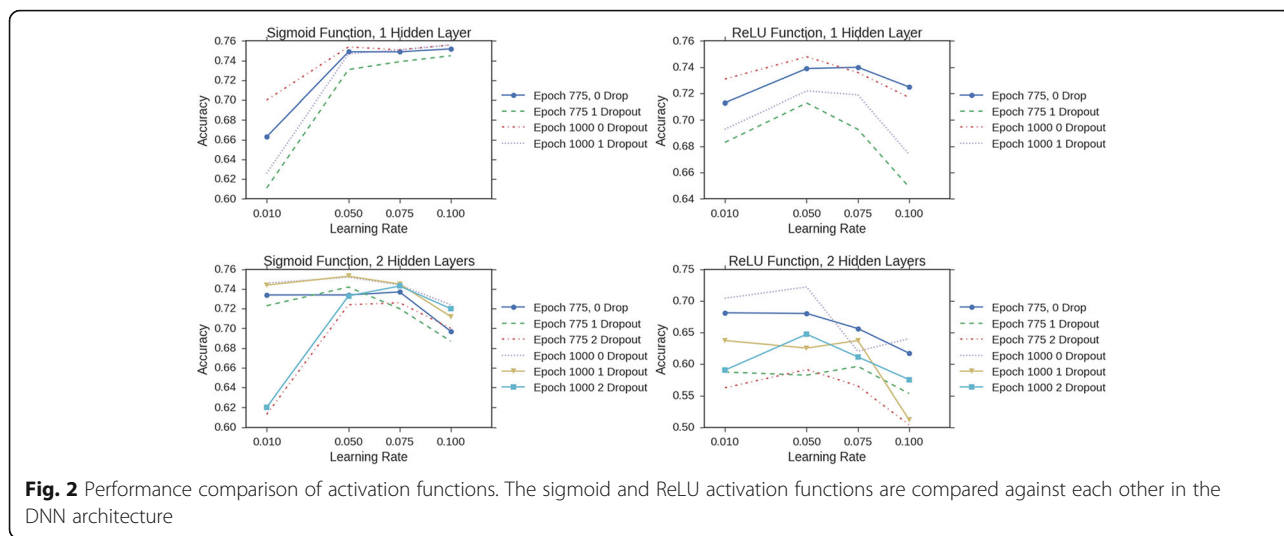 Sigmoid Function, 1 Hidden Layer
0.76
0.74
0.72
0.70
0.68
0.66
0.64
0.62
0.60
Accuracy
0.010 0.050 0.075 0.100
Learning Rate
Epoch 775, 0 Drop
Epoch 775 1 Dropout
Epoch 1000 0 Dropout
Epoch 1000 1 Dropout
ReLU Function, 1 Hidden Layer
0.76
0.74
0.72
0.70
0.68
0.66
0.64
Accuracy
0.010 0.050 0.075 0.100
Learning Rate
Epoch 775, 0 Drop
Epoch 775 1 Dropout
Epoch 1000 0 Dropout
Epoch 1000 1 Dropout
Sigmoid Function, 2 Hidden Layers
0.76
0.74
0.72
0.70
0.68
0.66
0.64
0.62
0.60
Accuracy
0.010 0.050 0.075 0.100
Learning Rate
Epoch 775, 0 Drop
Epoch 775 1 Dropout
Epoch 775 2 Dropout
Epoch 1000 0 Dropout
Epoch 1000 1 Dropout
Epoch 1000 2 Dropout
ReLU Function, 2 Hidden Layers
0.75
0.70
0.65
0.60
0.55
0.50
Accuracy
0.010 0.050 0.075 0.100
Learning Rate
Epoch 775, 0 Drop
Epoch 775 1 Dropout
Epoch 775 2 Dropout
Epoch 1000 0 Dropout
Epoch 1000 1 Dropout
Epoch 1000 2 Dropout
Fig. 2 Performance comparison of activation functions. The sigmoid and ReLU activation functions are compared against each other in the
DNN architecture